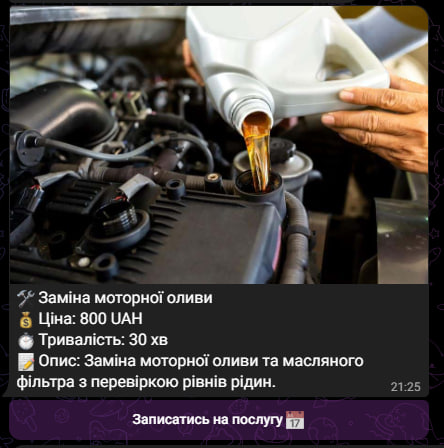 🛠 Заміна моторної оливи
💰 Ціна: 800 UAH
⏱ Тривалість: 30 хв
📝 Опис: Заміна моторної оливи та масляного
фільтра з перевіркою рівнів рідин.
21:25
Записатись на послугу 📅